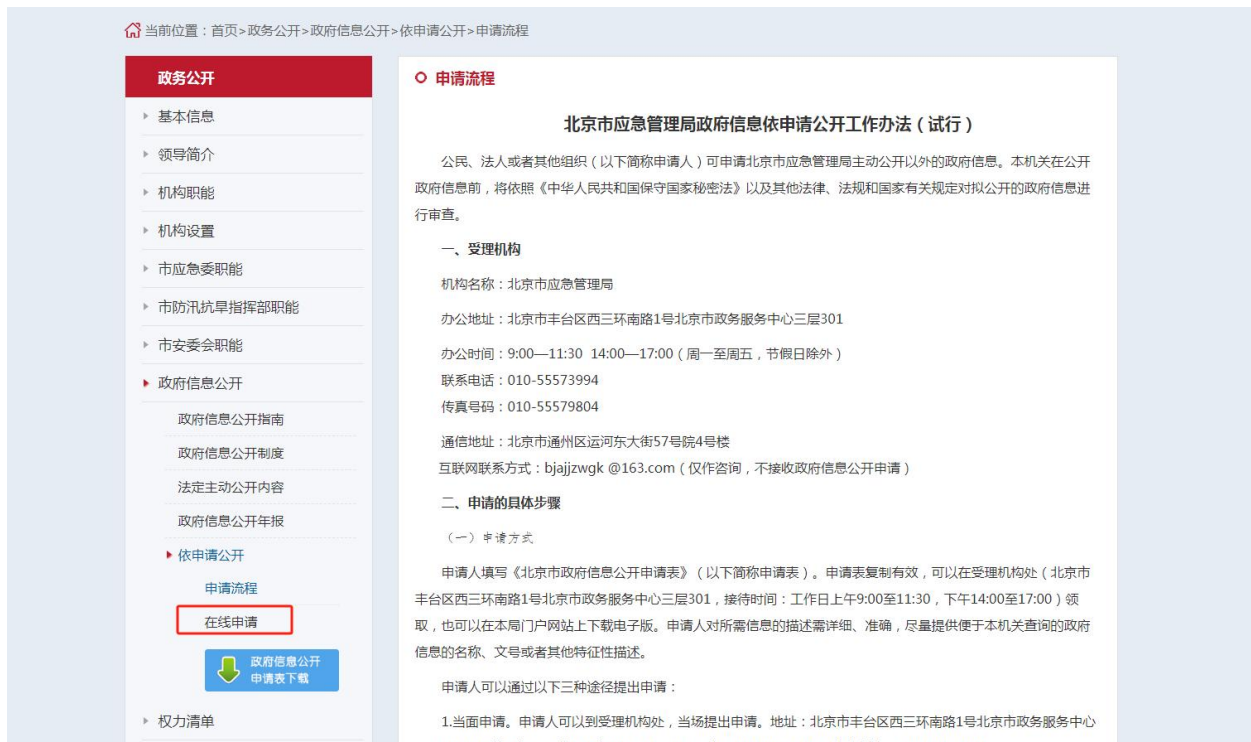 当前位置：首页>政务公开>政府信息公开>依申请公开>申请流程
政务公开
基本信息
领导简介
机构职能
机构设置
市应急委职能
市防汛抗旱指挥部职能
市安委会职能
政府信息公开
政府信息公开指南
政府信息公开制度
法定主动公开内容
政府信息公开年报
依申请公开
申请流程
在线申请
政府信息公开
申请表下载
权力清单
申请流程
北京市应急管理局政府信息依申请公开工作办法（试行）
公民、法人或者其他组织（以下简称申请人）可申请北京市应急管理局主动公开以外的政府信息。本机关在公开
政府信息前，将依照《中华人民共和国保守国家秘密法》以及其他法律、法规和国家有关规定对拟公开的政府信息进
行审查。
一、受理机构
机构名称：北京市应急管理局
办公地址：北京市丰台区西三环南路1号北京市政务服务中心三层301
办公时间：9:00—11:30 14:00—17:00（周一至周五，节假日除外）
联系电话：010-55573994
传真号码：010-55579804
通信地址：北京市通州区运河东大街57号院4号楼
互联网联系方式：bjajjzwgk @163.com（仅作咨询，不接收政府信息公开申请）
二、申请的具体步骤
（一）申请方式
申请人填写《北京市政府信息公开申请表》（以下简称申请表）。申请表复制有效，可以在受理机构处（北京市
丰台区西三环南路1号北京市政务服务中心三层301，接待时间：工作日上午9:00至11:30，下午14:00至17:00）领
取，也可以在本局门户网站上下载电子版。申请人对所需信息的描述需详细、准确，尽量提供便于本机关查询的政府
信息的名称、文号或者其他特征性描述。
申请人可以通过以下三种途径提出申请：
1.当面申请。申请人可以到受理机构处，当场提出申请。地址：北京市丰台区西三环南路1号北京市政务服务中心